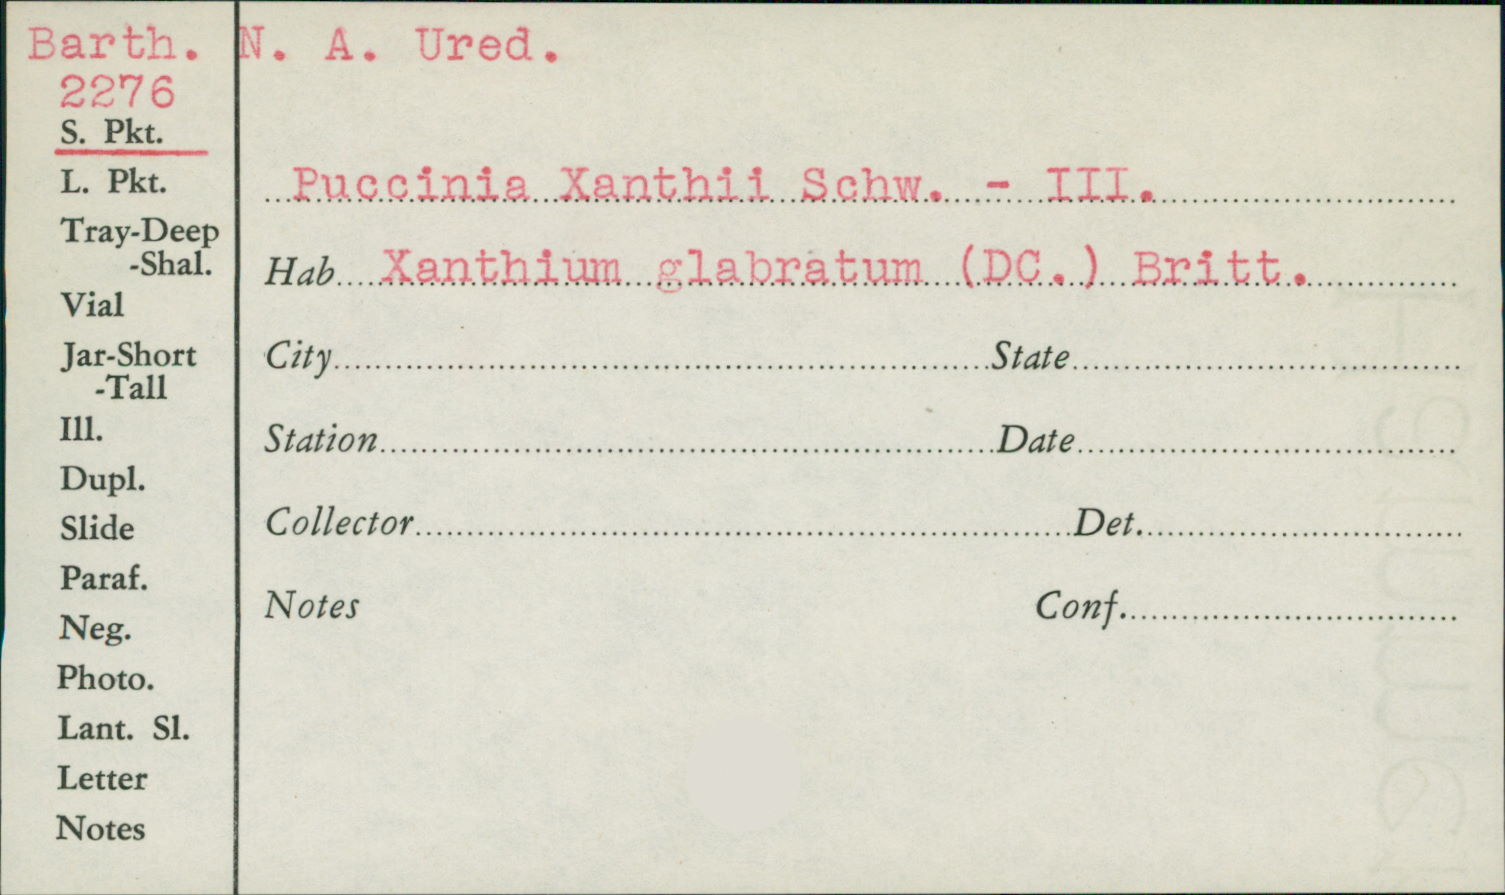 Barth. N. A. Ured.
2276
S. Pkt.
L. Pkt.
Tray-Deep
-Shal.
Vial
Jar-Short
-Tall
Ill.
Dupl.
Slide
Paraf.
Neg.
Photo.
Lant. Sl.
Letter
Notes
Puccinia Xanthii Schw. - III.
Hab Xanthium glabratum (DC.) Britt.
City State
Station Date
Collector Det.
Notes Conf.